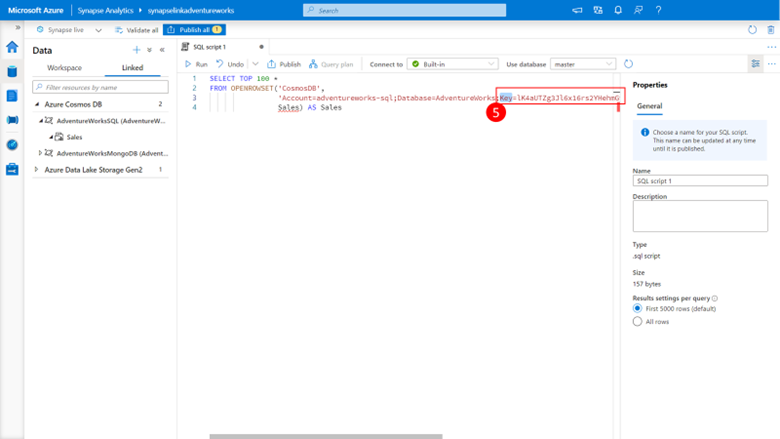 Microsoft Azure
Synapse Analytics
synapselinkadventureworks
Search
Synapse live
Validate all
Publish all
1
Data
Workspace
Linked
Filter resources by name
Azure Cosmos DB 2
AdventureWorksSQL (AdventureW...
Sales
AdventureWorksMongoDB (Advent...
Azure Data Lake Storage Gen2 1
SQL script 1
Run
Undo
Publish
Query plan
Connect to
Built-in
Use database
master
1 SELECT TOP 100 *
2 FROM OPENROWSET('CosmosDB',
3 'Account=adventureworks-sql;Database=AdventureWorks;Key=
4 Sales) AS Sales
5
Properties
General
Choose a name for your SQL script.
This name can be updated at any time
until it is published.
Name
SQL script 1
Description
Type
.sql script
Size
157 bytes
Results settings per query
First 5000 rows (default)
All rows